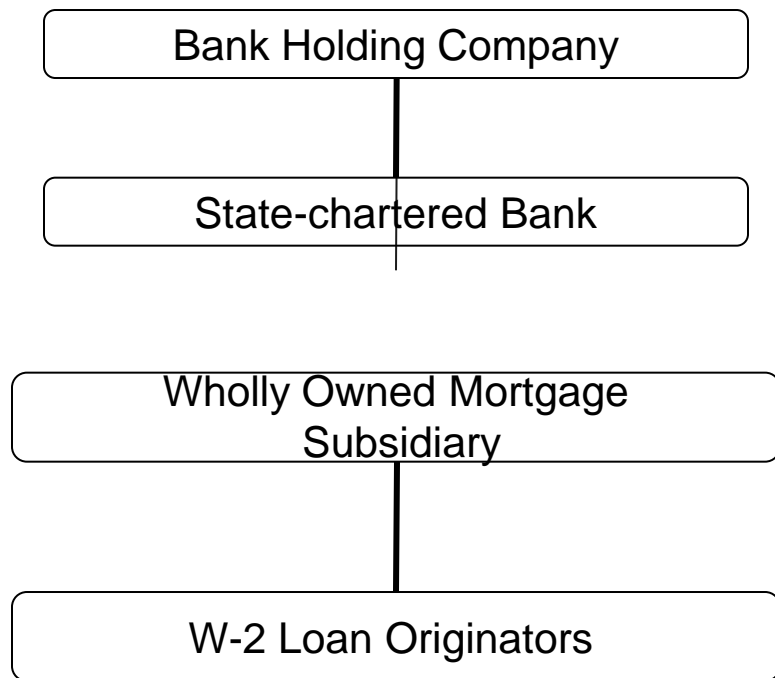 Bank Holding Company
State-chartered Bank
Wholly Owned Mortgage
Subsidiary
W-2 Loan Originators